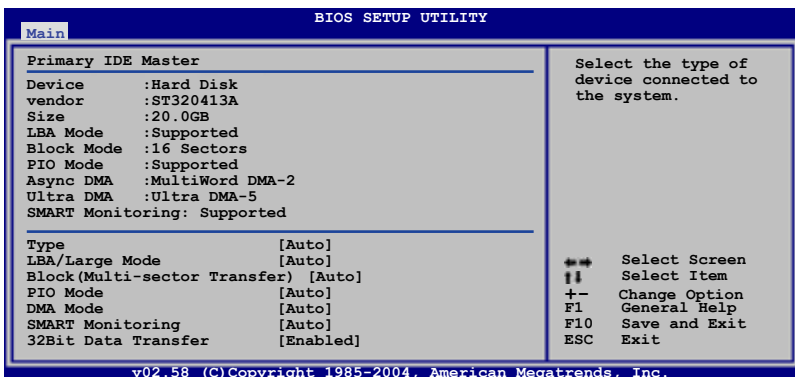 BIOS SETUP UTILITY
Main
Primary IDE Master
Device :Hard Disk
vendor :ST320413A
Size :20.0GB
LBA Mode :Supported
Block Mode :16 Sectors
PIO Mode :Supported
Async DMA :MultiWord DMA-2
Ultra DMA :Ultra DMA-5
SMART Monitoring: Supported
Type [Auto]
LBA/Large Mode [Auto]
Block(Multi-sector Transfer) [Auto]
PIO Mode [Auto]
DMA Mode [Auto]
SMART Monitoring [Auto]
32Bit Data Transfer [Enabled]
Select the type of
device connected to
the system.
←→ Select Screen
↑↓ Select Item
+- Change Option
F1 General Help
F10 Save and Exit
ESC Exit
v02.58 (C)Copyright 1985-2004, American Megatrends, Inc.